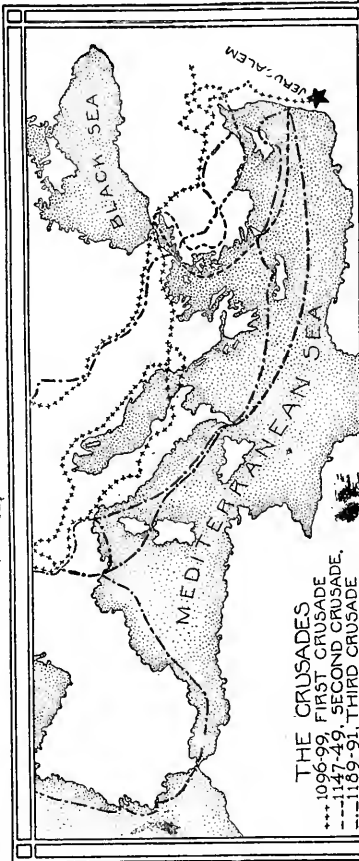 BLACK SEA
JERUSALEM
MEDITERRANEAN SEA
THE CRUSADES
+++ 1096-99, FIRST CRUSADE
--- 1147-49, SECOND CRUSADE,
-·- 1189-91, THIRD CRUSADE